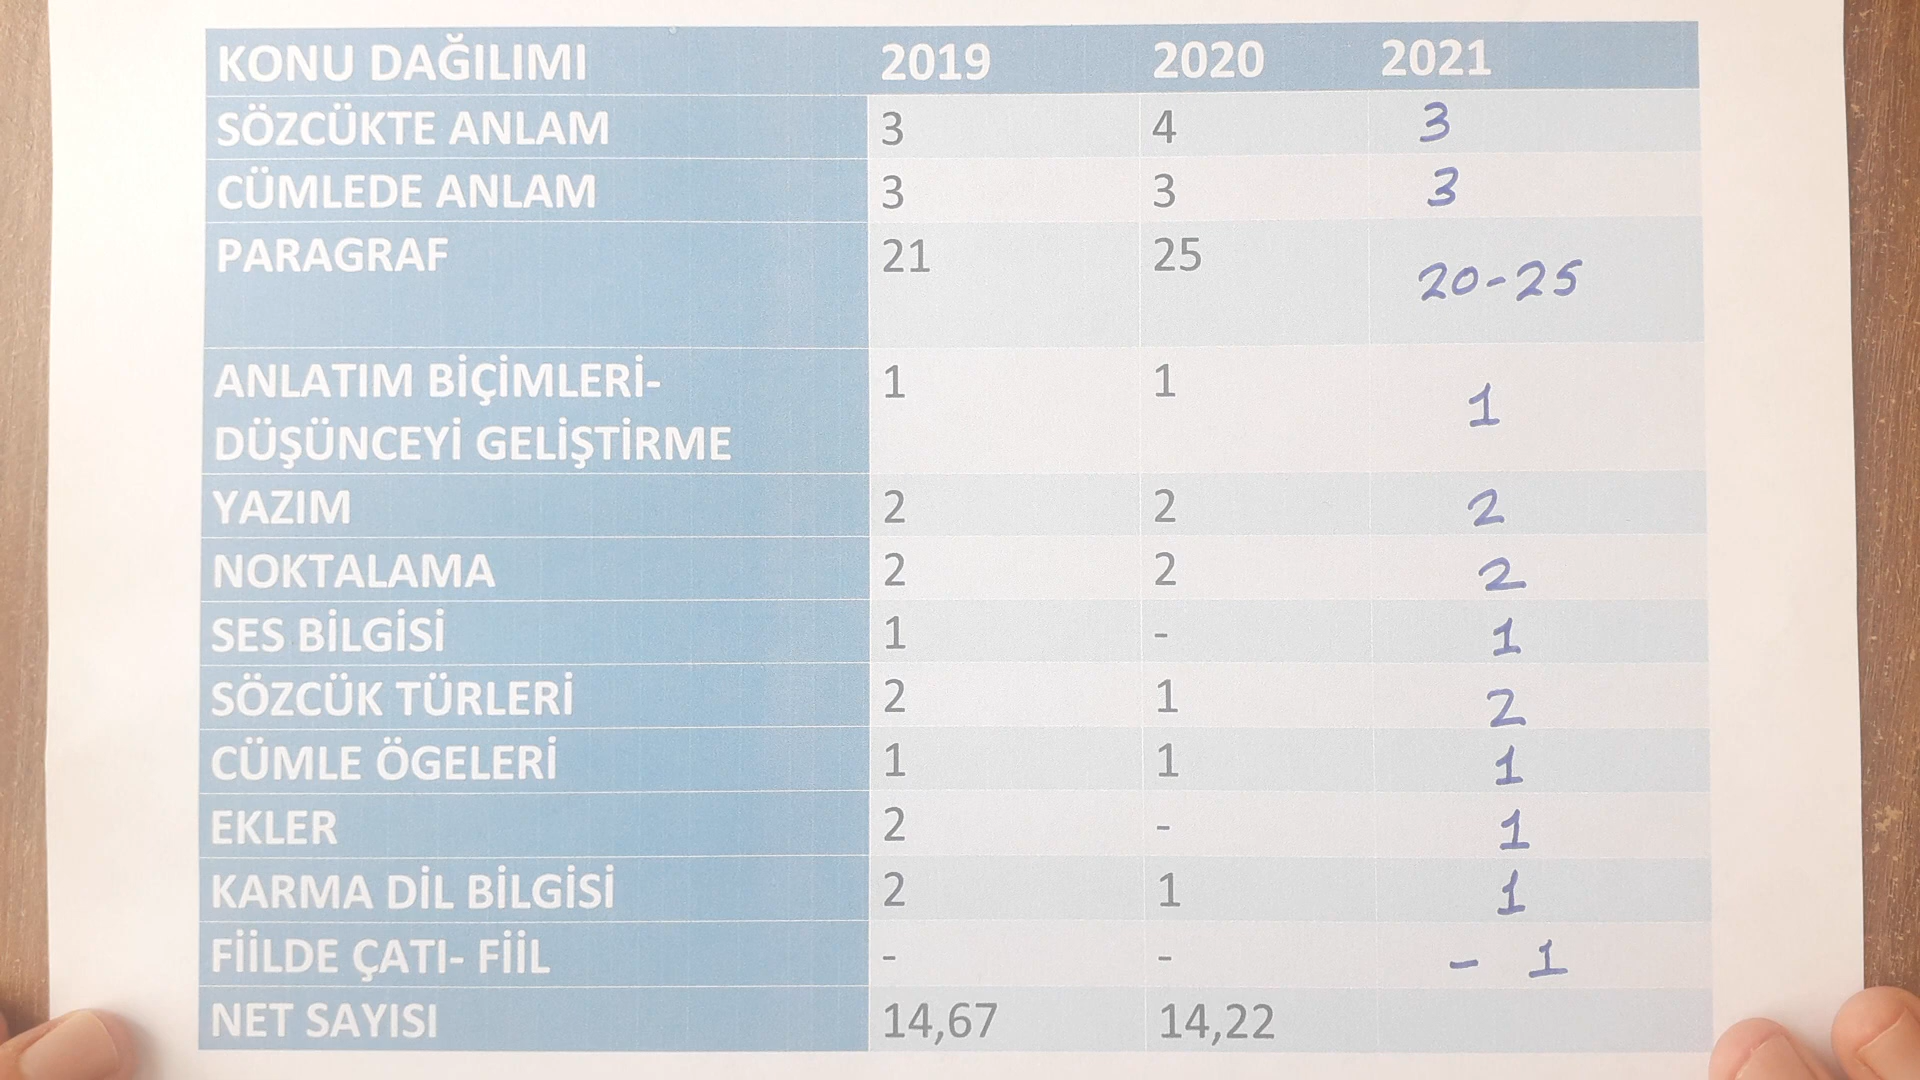 KONU DAĞILIMI 2019 2020 2021
SÖZCÜKTE ANLAM 3 4 3
CÜMLEDE ANLAM 3 3 3
PARAGRAF 21 25 20-25
ANLATIM BİÇİMLERİ- 1 1 1
DÜŞÜNCEYİ GELİŞTİRME
YAZIM 2 2 2
NOKTALAMA 2 2 2
SES BİLGİSİ 1 - 1
SÖZCÜK TÜRLERİ 2 1 2
CÜMLE ÖGELERİ 1 1 1
EKLER 2 - 1
KARMA DİL BİLGİSİ 2 1 1
FİİLDE ÇATI- FİİL - - - 1
NET SAYISI 14,67 14,22